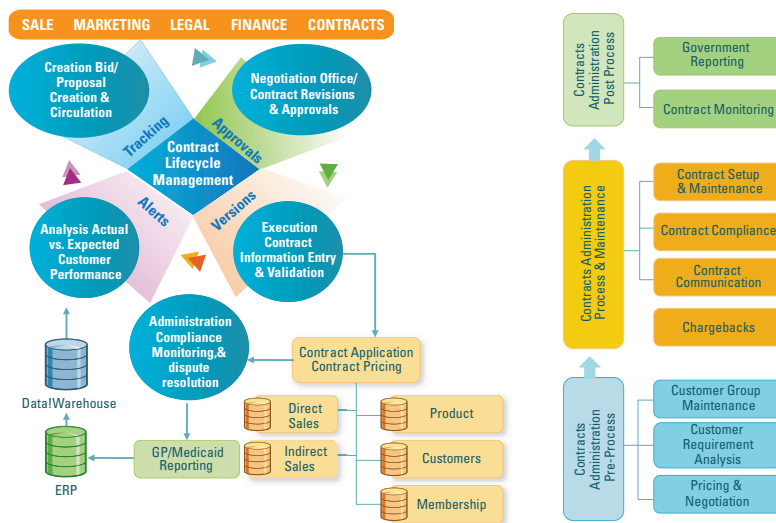 SALE MARKETING LEGAL FINANCE CONTRACTS
Creation Bid/
Proposal
Creation &
Circulation
Negotiation Office/
Contract Revisions
& Approvals
Tracking
Approvals
Contract
Lifecycle
Management
Alerts
Versions
Analysis Actual
vs. Expected
Customer
Performance
Execution
Contract
Information Entry
& Validation
Administration
Compliance
Monitoring,&
dispute
resolution
Contract Application
Contract Pricing
Data!Warehouse
Direct
Sales
Product
GP/Medicaid
Reporting
Indirect
Sales
Customers
ERP
Membership
Contracts
Administration
Post Process
Government
Reporting
Contract Monitoring
Contracts Administration
Process & Maintenance
Contract Setup
& Maintenance
Contract Compliance
Contract
Communication
Chargebacks
Contracts
Administration
Pre-Process
Customer Group
Maintenance
Customer
Requirement
Analysis
Pricing &
Negotiation